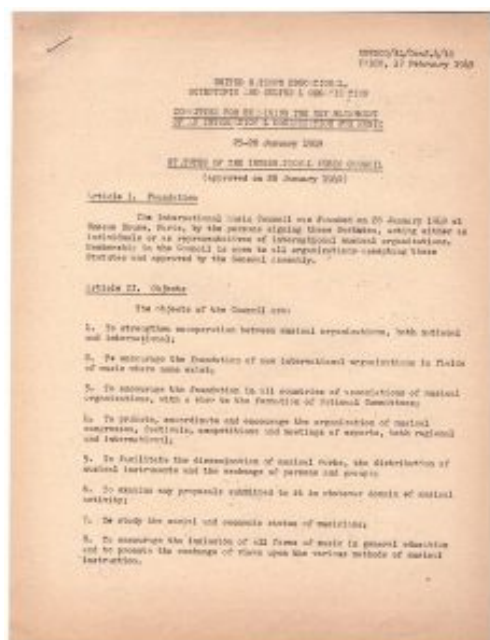 PARIS, 17 February 1949
UNITED NATIONS EDUCATIONAL,
SCIENTIFIC AND CULTURAL ORGANIZATION
COMMITTEE FOR THE
OF AN INTERNATIONAL ORGANIZATION FOR MUSIC
25-28 January 1949
STATUTES OF THE INTERNATIONAL MUSIC COUNCIL
(approved on 28 January 1949)
Article I. Foundation
The International Music Council was founded on 28 January 1949 at
House, Paris, by the persons signing these Statutes, acting either as
individuals or as representatives of international musical organizations.
Membership in the Council is open to all organizations accepting these
Statutes and approved by the General Assembly.
Article II. Objects
The objects of the Council are:
1. To strengthen cooperation between musical organizations, both national
and international;
2. To encourage the foundation of new international organizations in fields
of music where none exist;
3. To encourage the foundation in all countries of associations of musical
organizations, with a view to the formation of National Committees;
4. To promote, coordinate and encourage the organization of musical
congresses, festivals, competitions and meetings of experts, both regional
and international;
5. To facilitate the dissemination of musical works, the distribution of
musical instruments and the exchange of persons and groups;
6. To examine any proposals submitted to it in whatever domain of musical
activity;
7. To study the social and economic status of musicians;
8. To encourage the inclusion of all forms of music in general education
and to promote the exchange of views upon the various methods of musical
instruction.